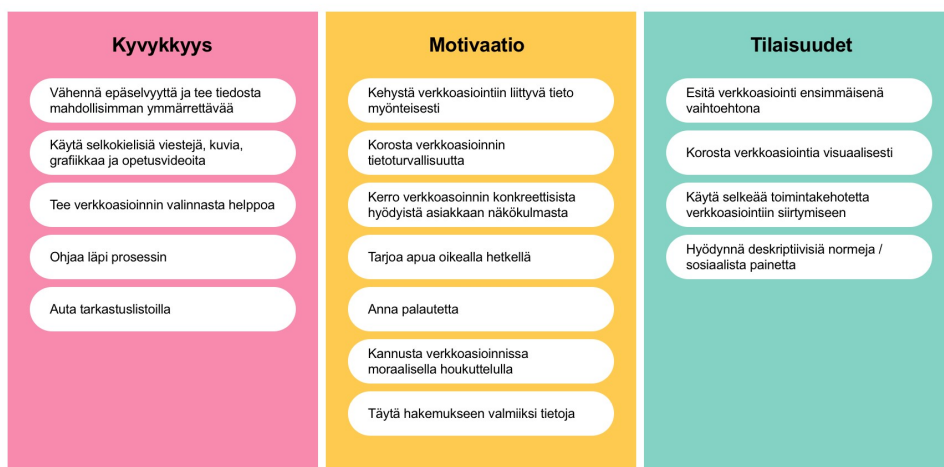 Kyvykkyys
Vähennä epäselvyyttä ja tee tiedosta
mahdollisimman ymmärrettävää
Käytä selkokielisiä viestejä, kuvia,
grafiikkaa ja opetusvideoita
Tee verkkoasioinnin valinnasta helppoa
Ohjaa läpi prosessin
Auta tarkastuslistoilla
Motivaatio
Kehystä verkkoasiointiin liittyvä tieto
myönteisesti
Korosta verkkoasioinnin
tietoturvallisuutta
Kerro verkkoasoinnin konkreettisista
hyödyistä asiakkaan näkökulmasta
Tarjoa apua oikealla hetkellä
Anna palautetta
Kannusta verkkoasioinnissa
moraalisella houkuttelulla
Täytä hakemukseen valmiiksi tietoja
Tilaisuudet
Esitä verkkoasiointi ensimmäisenä
vaihtoehtona
Korosta verkkoasiointia visuaalisesti
Käytä selkeää toimintakehotetta
verkkoasiointiin siirtymiseen
Hyödynnä deskriptiivisiä normeja /
sosiaalista painetta